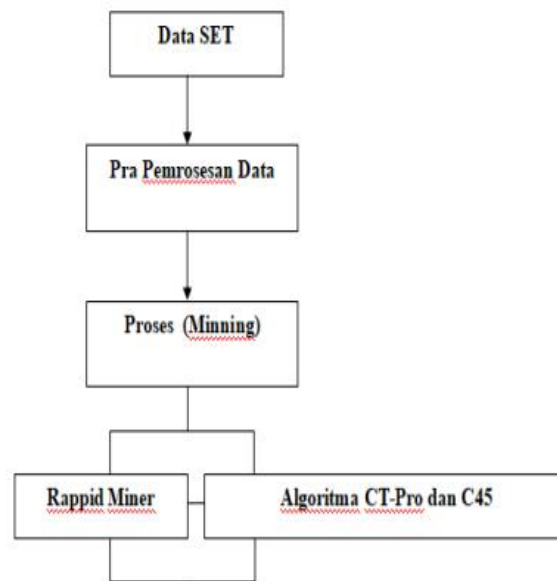 Data SET
Pra Pemrosesan Data
Proses (Minning)
Rappid Miner
Algoritma CT-Pro dan C45